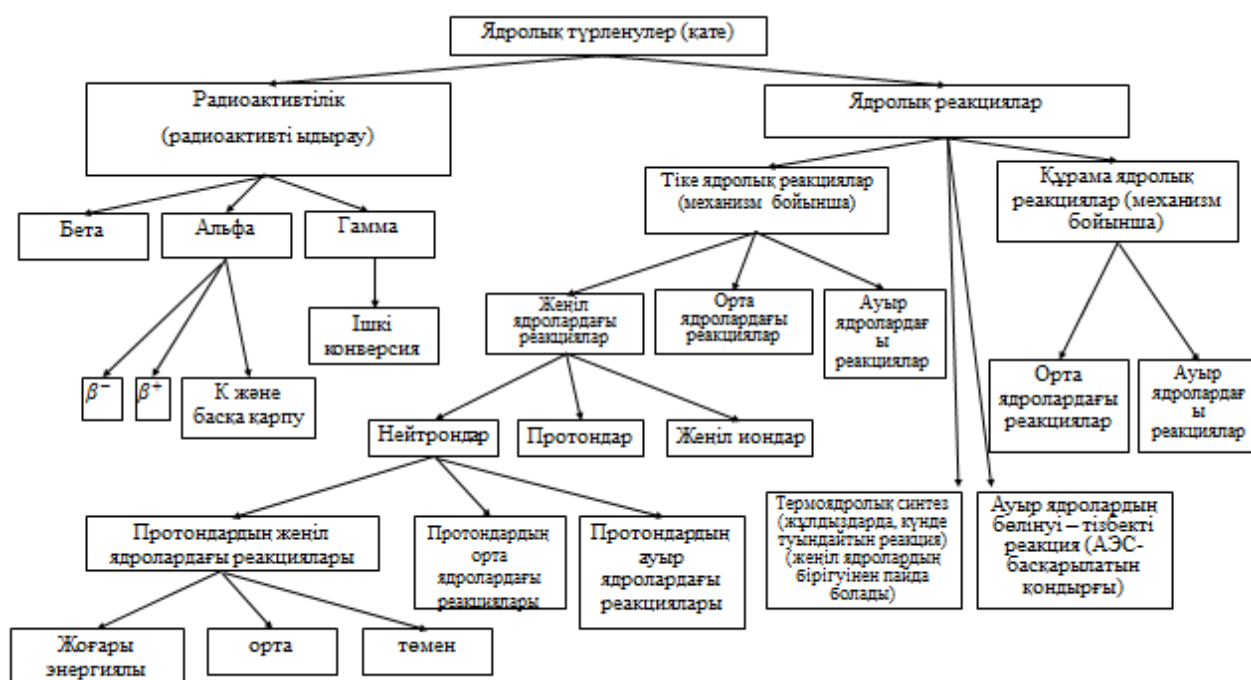 Ядролық түрленулер (қате)
Радиоактивтілік
(радиоактивті ыдырау)
Ядролық реакциялар
Бета
Альфа
Гамма
β⁻
β⁺
К және
басқа қарпу
Ішкі
конверсия
Тіке ядролық реакциялар
(механизм бойынша)
Құрама ядролық
реакциялар (механизм
бойынша)
Жеңіл
ядролардағы
реакциялар
Орта
ядролардағы
реакциялар
Ауыр
ядролардағ
ы
реакциялар
Орта
ядролардағы
реакциялар
Ауыр
ядролардағ
ы
реакциялар
Нейтрондар
Протондар
Жеңіл иондар
Протондардың жеңіл
ядролардағы реакциялары
Протондардың
орта
ядролардағы
реакциялары
Протондардың
ауыр
ядролардағы
реакциялары
Термоядролық синтез
(жұлдыздарда, күнде
туындайтын реакция)
(жеңіл ядролардың
бірігуінен пайда
болады)
Ауыр ядролардың
бөлінуі – тізбекті
реакция (АЭС-
басқарылатын
қондырғы)
Жоғары
энергиялы
орта
төмен